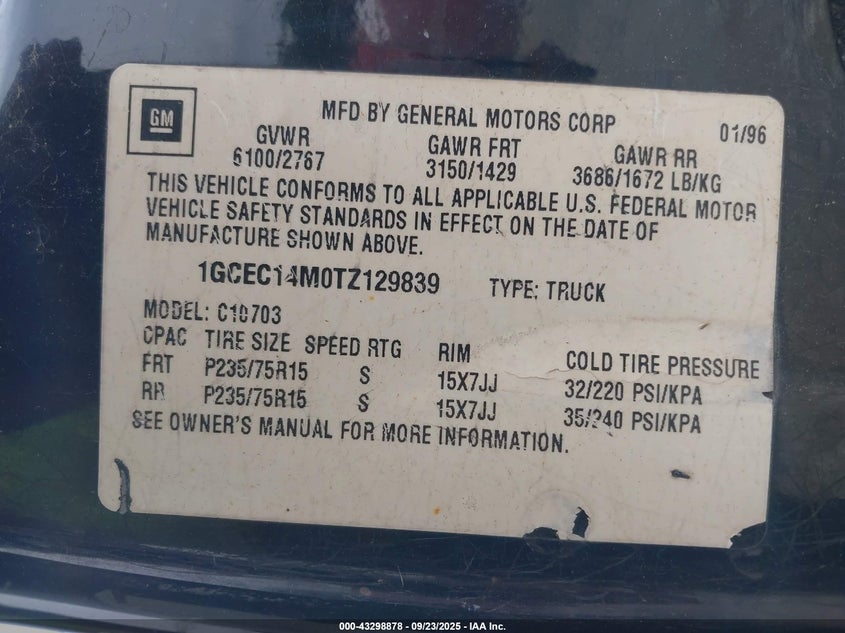 GM
MFD BY GENERAL MOTORS CORP 01/96
GVWR GAWR FRT GAWR RR
6100/2767 3150/1429 3686/1672 LB/KG
THIS VEHICLE CONFORMS TO ALL APPLICABLE U.S. FEDERAL MOTOR
VEHICLE SAFETY STANDARDS IN EFFECT ON THE DATE OF
MANUFACTURE SHOWN ABOVE.
1GCEC14M0TZ129839 TYPE: TRUCK
MODEL: C10703
CPAC TIRE SIZE SPEED RTG RIM COLD TIRE PRESSURE
FRT P235/75R15 S 15X7JJ 32/220 PSI/KPA
RR P235/75R15 S 15X7JJ 35/240 PSI/KPA
SEE OWNER'S MANUAL FOR MORE INFORMATION.
000-43298878 - 09/23/2025 - IAA Inc.